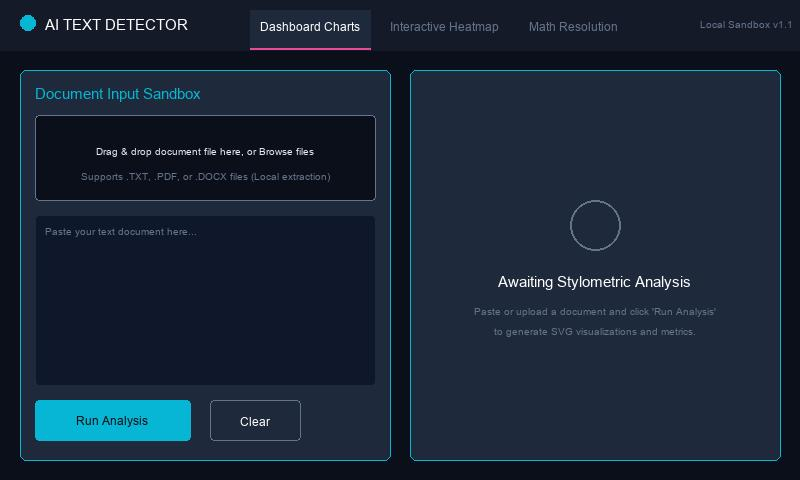 AI TEXT DETECTOR
Dashboard Charts
Interactive Heatmap
Math Resolution
Local Sandbox v1.1
Document Input Sandbox
Drag & drop document file here, or Browse files
Supports .TXT, .PDF, or .DOCX files (Local extraction)
Paste your text document here...
Run Analysis
Clear
Awaiting Stylometric Analysis
Paste or upload a document and click 'Run Analysis'
to generate SVG visualizations and metrics.